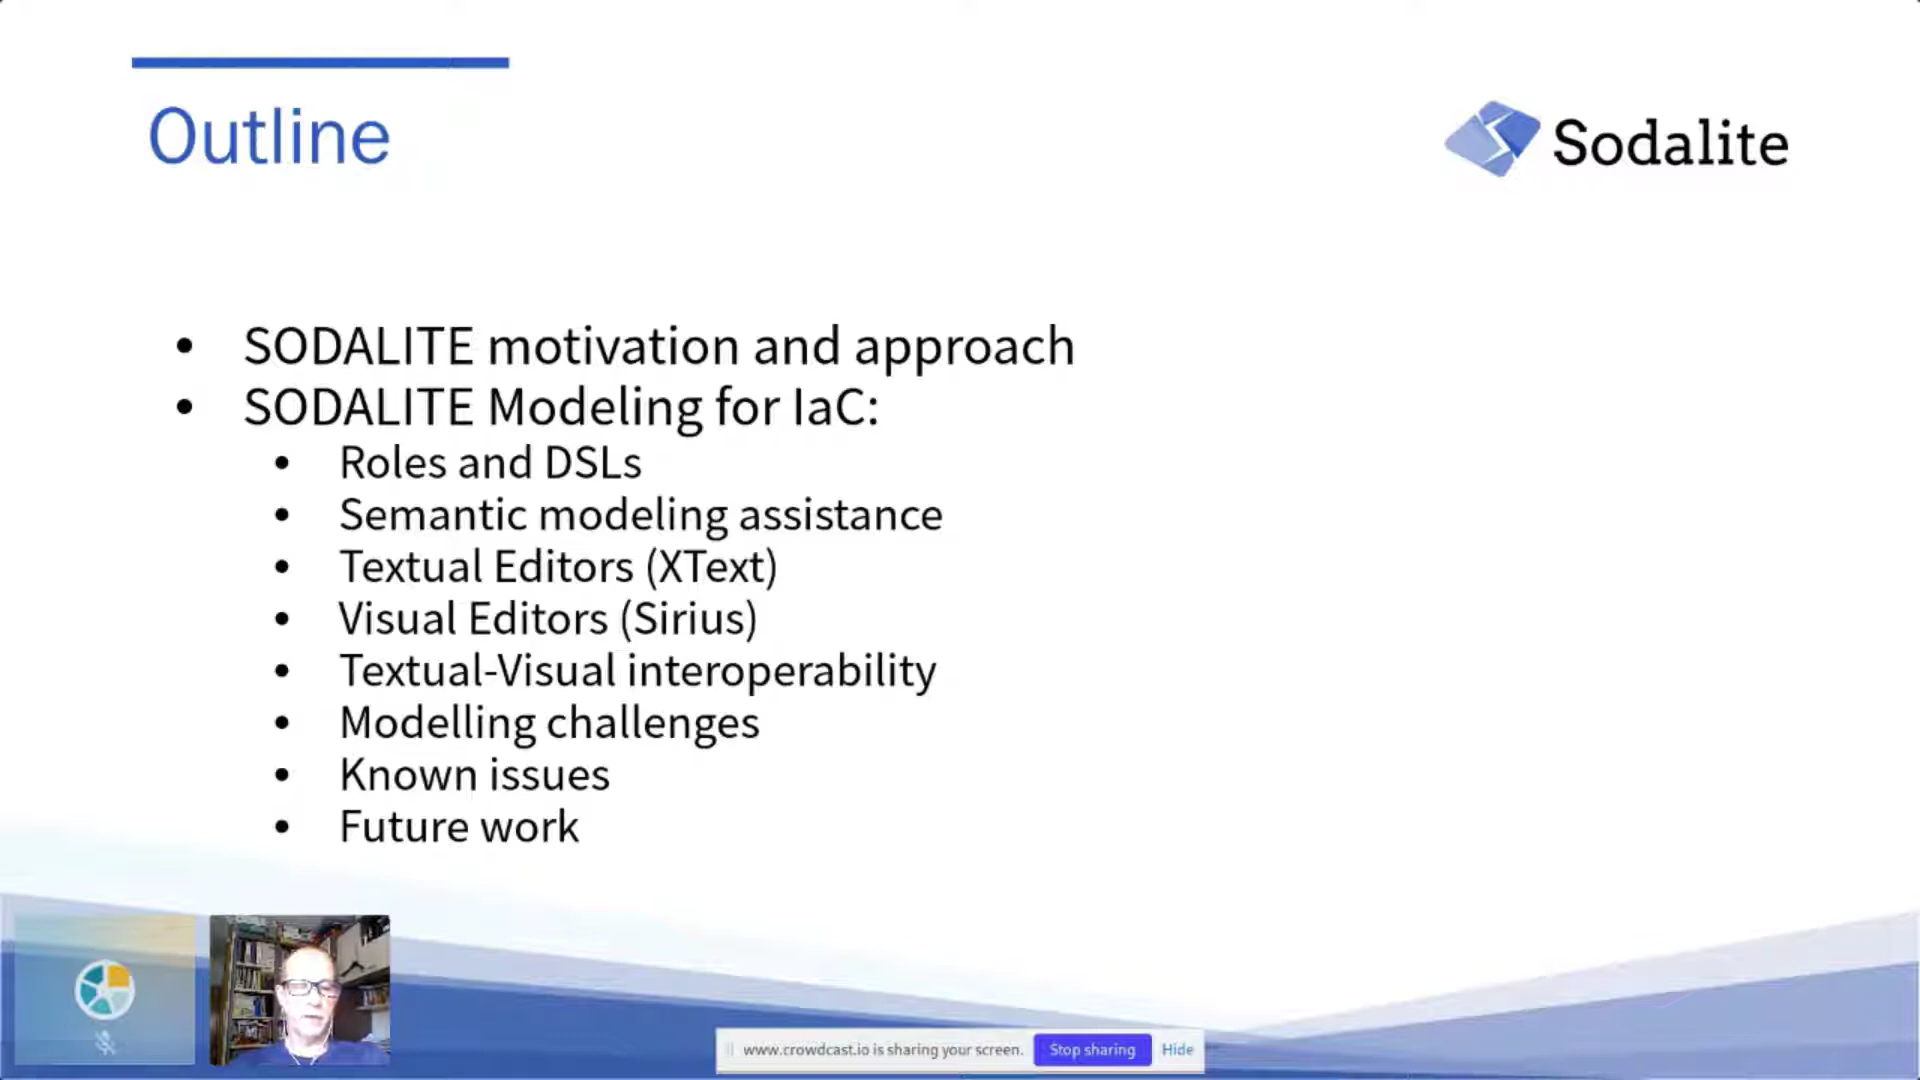 Outline
Sodalite
• SODALITE motivation and approach
• SODALITE Modeling for IaC:
• Roles and DSLs
• Semantic modeling assistance
• Textual Editors (XText)
• Visual Editors (Sirius)
• Textual-Visual interoperability
• Modelling challenges
• Known issues
• Future work
www.crowdcast.io is sharing your screen. Stop sharing Hide